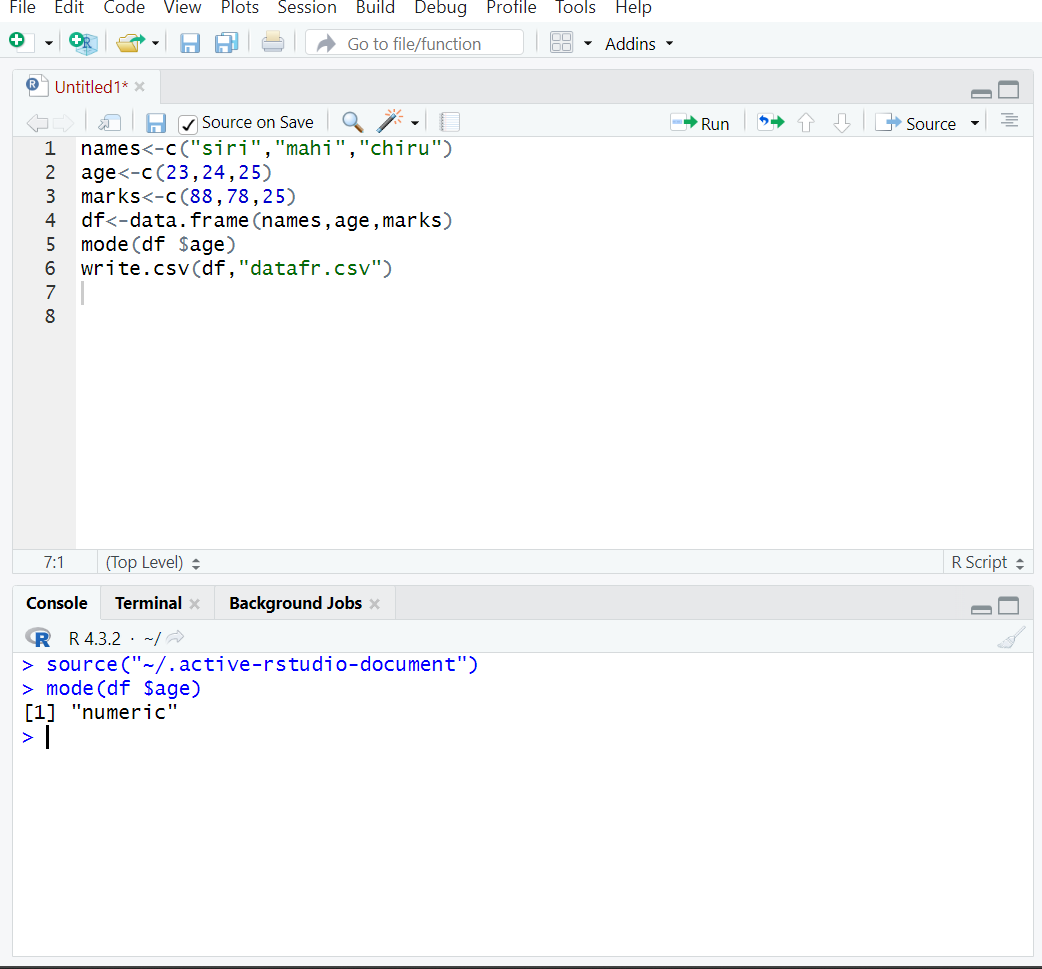 File Edit Code View Plots Session Build Debug Profile Tools Help
Go to file/function Addins
Untitled1*
Source on Save Run Source
1 names<-c("siri","mahi","chiru")
2 age<-c(23,24,25)
3 marks<-c(88,78,25)
4 df<-data.frame(names,age,marks)
5 mode(df $age)
6 write.csv(df,"datafr.csv")
7
8
7:1 (Top Level) R Script
Console Terminal Background Jobs
R R 4.3.2 · ~/
> source("~/.active-rstudio-document")
> mode(df $age)
[1] "numeric"
>